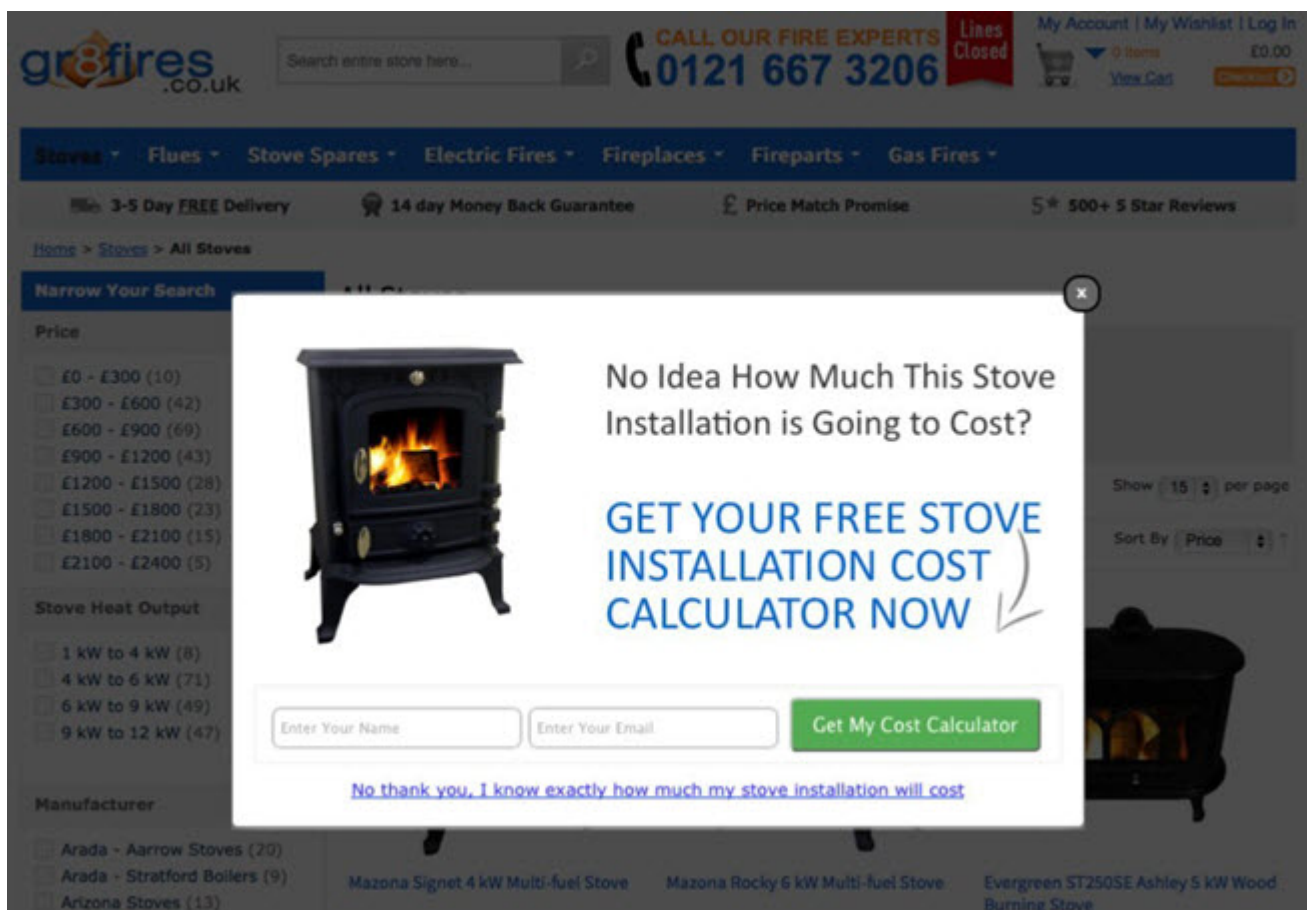 gr8fires
.co.uk
Search entire store here...
CALL OUR FIRE EXPERTS
0121 667 3206
Lines
Closed
My Account | My Wishlist | Log In
0 items £0.00
View Cart Checkout
Stoves Flues Stove Spares Electric Fires Fireplaces Fireparts Gas Fires
3-5 Day FREE Delivery 14 day Money Back Guarantee £ Price Match Promise 5* 500+ 5 Star Reviews
Home > Stoves > All Stoves
Narrow Your Search
Price
£0 - £300 (10)
£300 - £600 (42)
£600 - £900 (69)
£900 - £1200 (43)
£1200 - £1500 (28)
£1500 - £1800 (23)
£1800 - £2100 (15)
£2100 - £2400 (5)
Stove Heat Output
1 kW to 4 kW (8)
4 kW to 6 kW (71)
6 kW to 9 kW (49)
9 kW to 12 kW (47)
Manufacturer
Arada - Aarrow Stoves (20)
Arada - Stratford Boilers (9)
Arizona Stoves (13)
All Stoves
Show 15 per page
Sort By Price
x
No Idea How Much This Stove
Installation is Going to Cost?
GET YOUR FREE STOVE
INSTALLATION COST
CALCULATOR NOW
Enter Your Name
Enter Your Email
Get My Cost Calculator
No thank you, I know exactly how much my stove installation will cost
Mazona Signet 4 kW Multi-fuel Stove
Mazona Rocky 6 kW Multi-fuel Stove
Evergreen ST250SE Ashley 5 kW Wood
Burning Stove